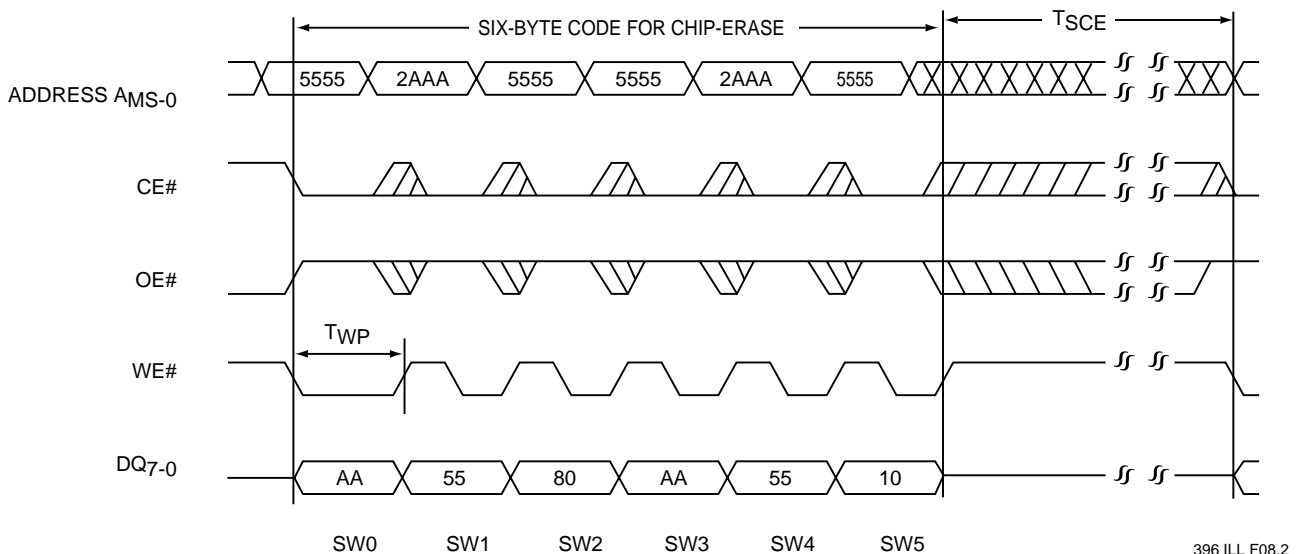 SIX-BYTE CODE FOR CHIP-ERASE
TSCE
ADDRESS AMS-0
5555 2AAA 5555 5555 2AAA 5555
CE#
OE#
TWP
WE#
DQ7-0
AA 55 80 AA 55 10
SW0 SW1 SW2 SW3 SW4 SW5
396 ILL F08.2